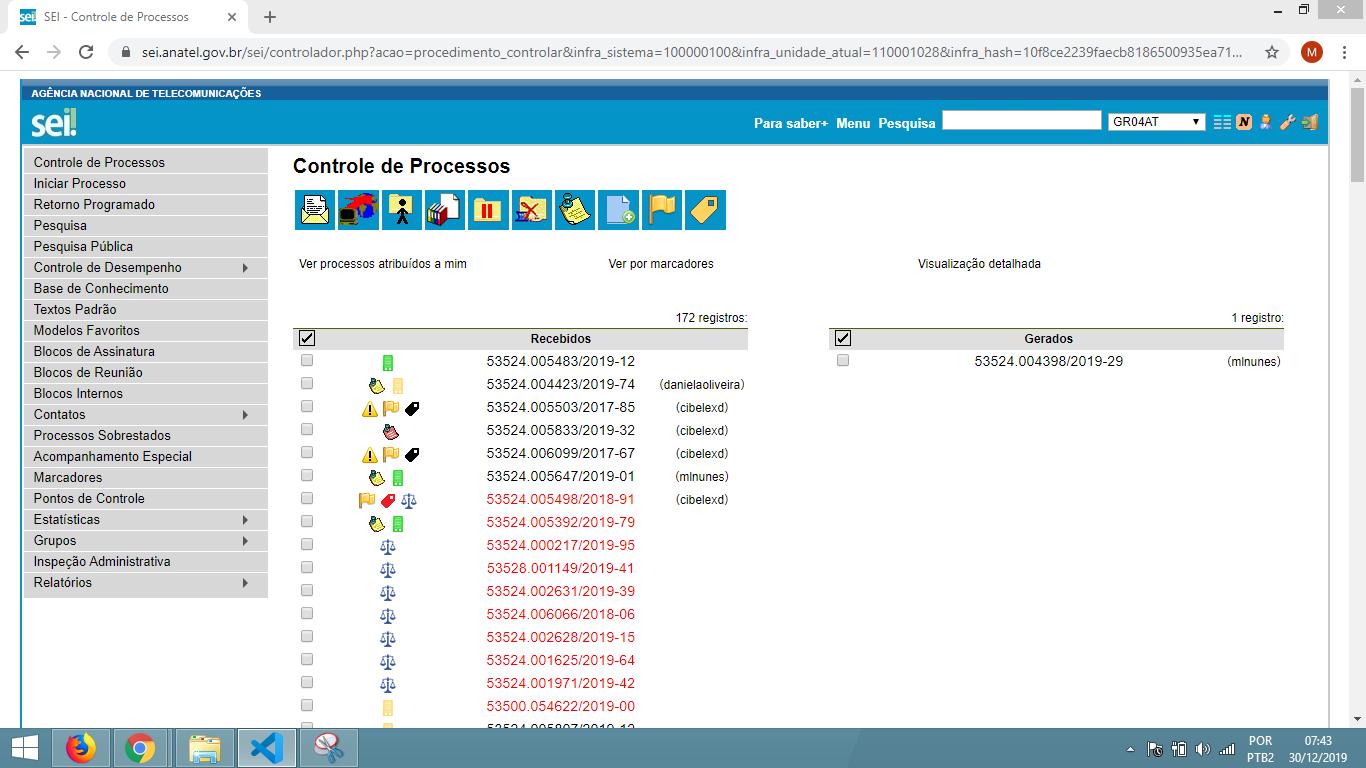 SEI - Controle de Processos
sei.anatel.gov.br/sei/controlador.php?acao=procedimento_controlar&infra_sistema=100000100&infra_unidade_atual=110001028&infra_hash=10f8ce2239faecb8186500935ea71...
M
AGÊNCIA NACIONAL DE TELECOMUNICAÇÕES
sei!
Para saber+ Menu Pesquisa GR04AT N
Controle de Processos
Iniciar Processo
Retorno Programado
Pesquisa
Pesquisa Pública
Controle de Desempenho
Base de Conhecimento
Textos Padrão
Modelos Favoritos
Blocos de Assinatura
Blocos de Reunião
Blocos Internos
Contatos
Processos Sobrestados
Acompanhamento Especial
Marcadores
Pontos de Controle
Estatísticas
Grupos
Inspeção Administrativa
Relatórios
Controle de Processos
Ver processos atribuídos a mim Ver por marcadores Visualização detalhada
172 registros:
Recebidos
53524.005483/2019-12
53524.004423/2019-74 (danielaoliveira)
53524.005503/2017-85 (cibelexd)
53524.005833/2019-32 (cibelexd)
53524.006099/2017-67 (cibelexd)
53524.005647/2019-01 (mlnunes)
53524.005498/2018-91 (cibelexd)
53524.005392/2019-79
53524.000217/2019-95
53528.001149/2019-41
53524.002631/2019-39
53524.006066/2018-06
53524.002628/2019-15
53524.001625/2019-64
53524.001971/2019-42
53500.054622/2019-00
53524.005807/2019-12
1 registro:
Gerados
53524.004398/2019-29 (mlnunes)
POR 07:43
PTB2 30/12/2019